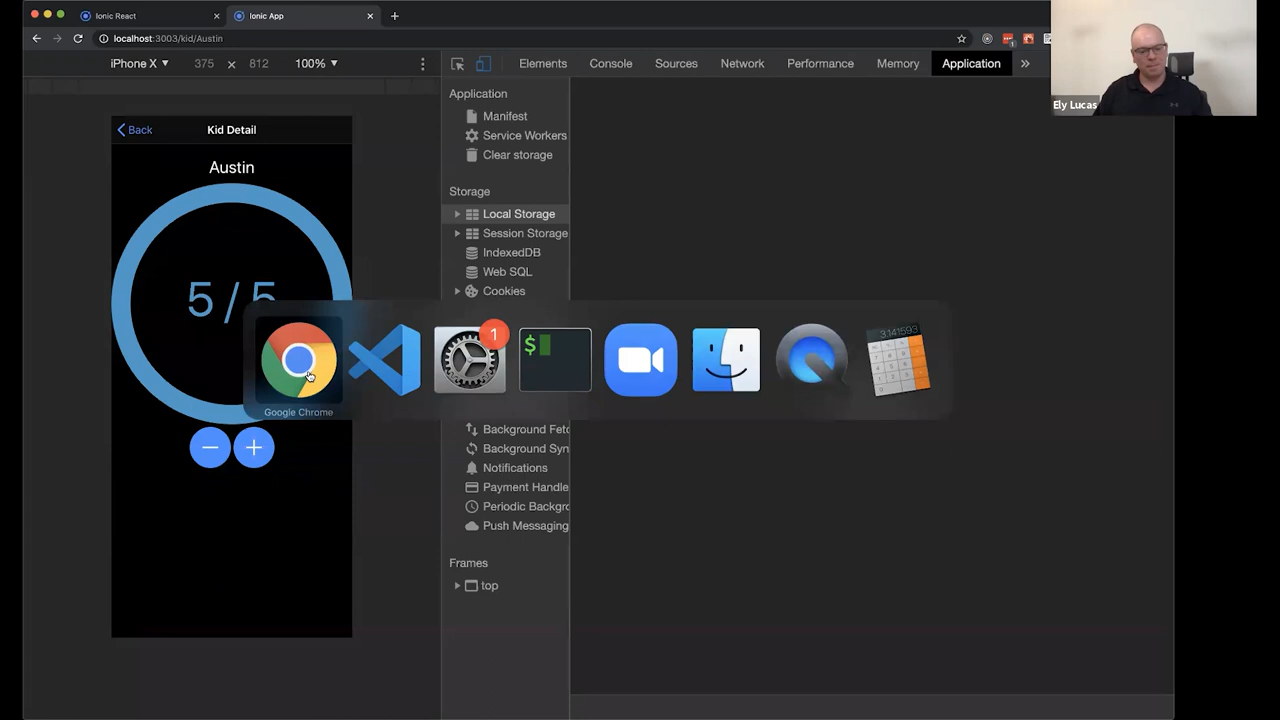 Ionic React
Ionic App
localhost:3003/kid/Austin
1
iPhone X 375 × 812 100%
Elements Console Sources Network Performance Memory Application
Ely Lucas
Back
Kid Detail
Austin
5 / 5
Application
Manifest
Service Workers
Clear storage
Storage
Local Storage
Session Storage
IndexedDB
Web SQL
Cookies
1
$
3.141593
Google Chrome
Background Fetc
Background Syn
Notifications
Payment Handle
Periodic Backgro
Push Messaging
Frames
top